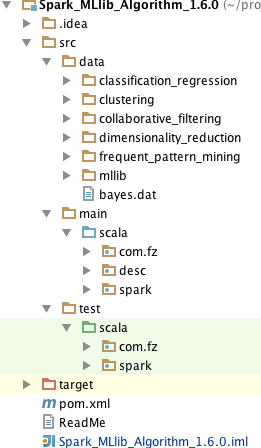 Spark_MLlib_Algorithm_1.6.0 (~/pro
.idea
src
data
classification_regression
clustering
collaborative_filtering
dimensionality_reduction
frequent_pattern_mining
mllib
bayes.dat
main
scala
com.fz
desc
spark
test
scala
com.fz
spark
target
pom.xml
ReadMe
Spark_MLlib_Algorithm_1.6.0.iml